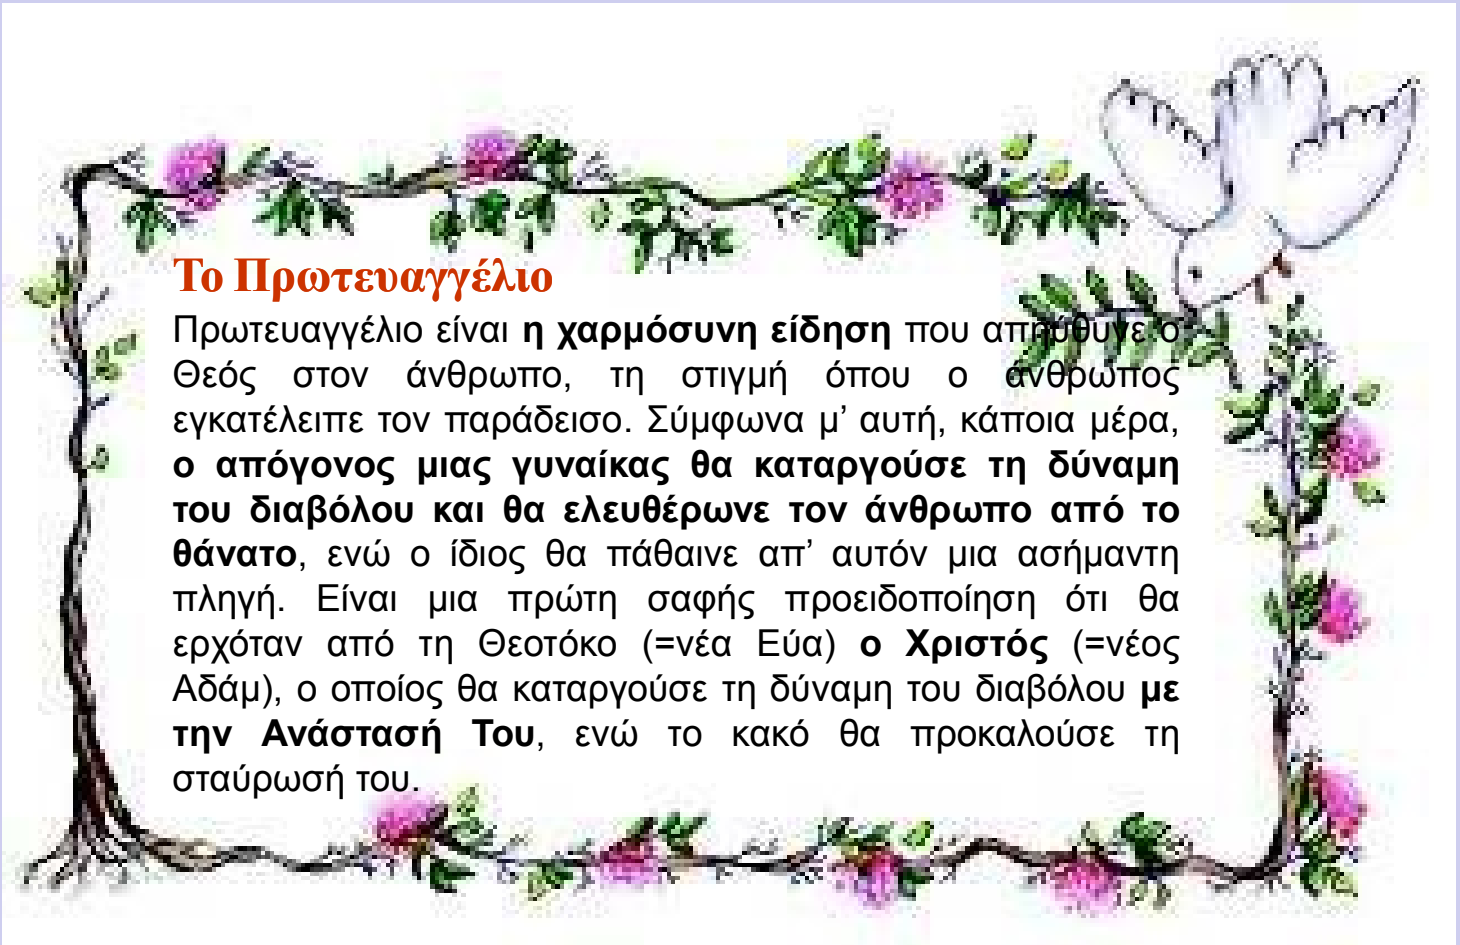 Το Πρωτευαγγέλιο
Πρωτευαγγέλιο είναι η χαρμόσυνη είδηση που απηύθυνε ο
Θεός στον άνθρωπο, τη στιγμή όπου ο άνθρωπος
εγκατέλειπε τον παράδεισο. Σύμφωνα μ’ αυτή, κάποια μέρα,
ο απόγονος μιας γυναίκας θα καταργούσε τη δύναμη
του διαβόλου και θα ελευθέρωνε τον άνθρωπο από το
θάνατο, ενώ ο ίδιος θα πάθαινε απ’ αυτόν μια ασήμαντη
πληγή. Είναι μια πρώτη σαφής προειδοποίηση ότι θα
ερχόταν από τη Θεοτόκο (=νέα Εύα) ο Χριστός (=νέος
Αδάμ), ο οποίος θα καταργούσε τη δύναμη του διαβόλου με
την Ανάστασή Του, ενώ το κακό θα προκαλούσε τη
σταύρωσή του.